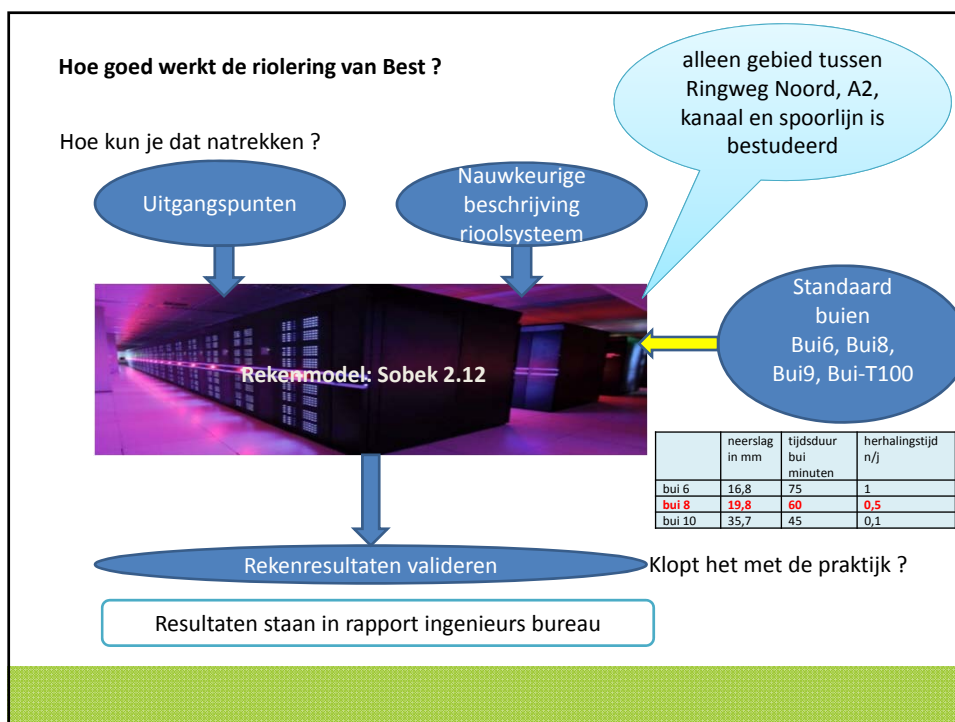 Hoe goed werkt de riolering van Best ?
alleen gebied tussen
Ringweg Noord, A2,
kanaal en spoorlijn is
bestudeerd
Hoe kun je dat natrekken ?
Uitgangspunten
Nauwkeurige
beschrijving
rioolsysteem
Standaard
buien
Bui6, Bui8,
Bui9, Bui-T100
Rekenmodel: Sobek 2.12
neerslag tijdsduur herhalingstijd
in mm bui n/j
minuten
bui 6 16,8 75 1
bui 8 19,8 60 0,5
bui 10 35,7 45 0,1
Rekenresultaten valideren
Klopt het met de praktijk ?
Resultaten staan in rapport ingenieurs bureau